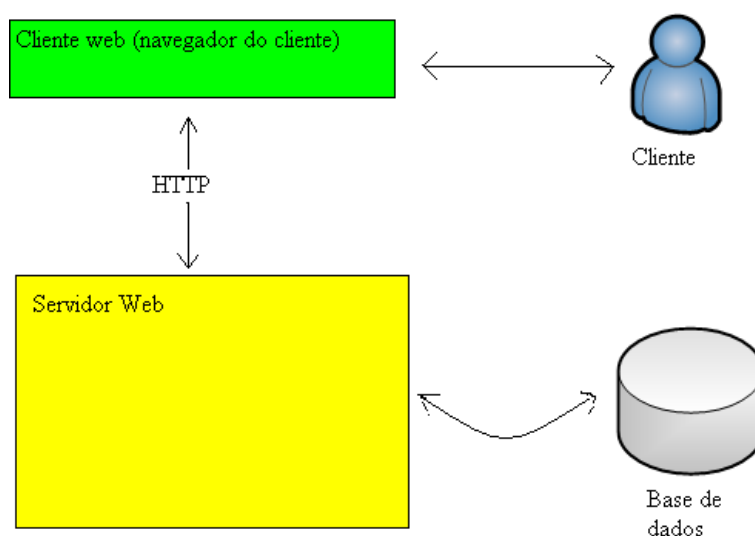 Cliente web (navegador do cliente)
Cliente
HTTP
Servidor Web
Base de
dados